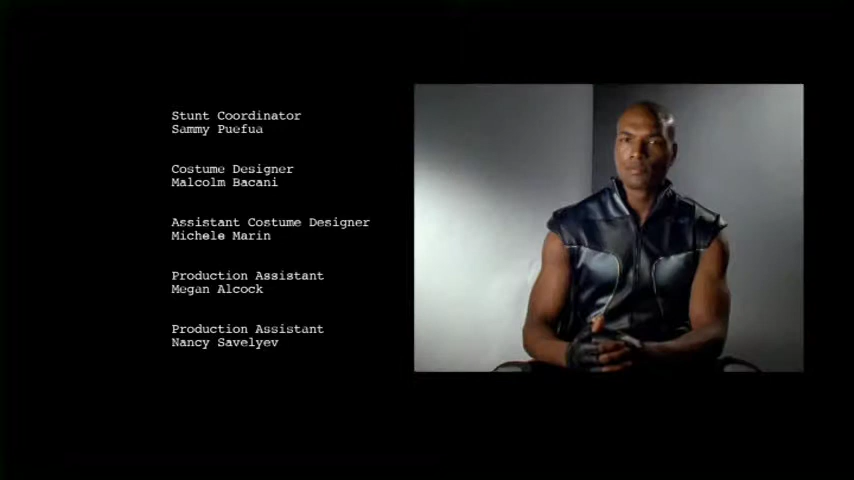 Stunt Coordinator
Sammy Puefua
Costume Designer
Malcolm Bacani
Assistant Costume Designer
Michele Marin
Production Assistant
Megan Alcock
Production Assistant
Nancy Savelyev